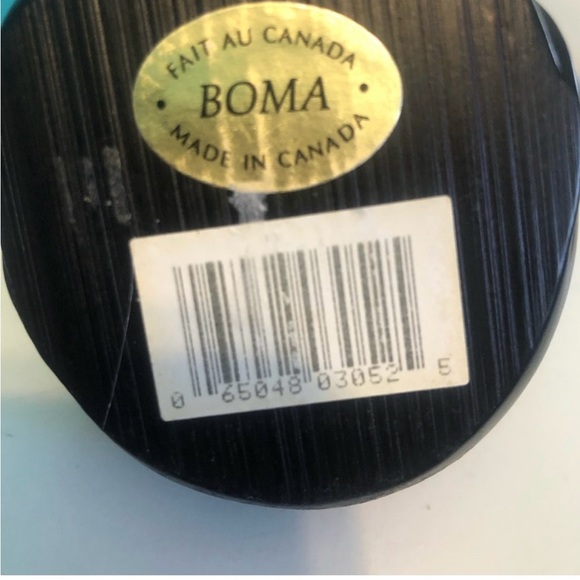 FAIT AU CANADA
BOMA
MADE IN CANADA
0 65048 03052 5